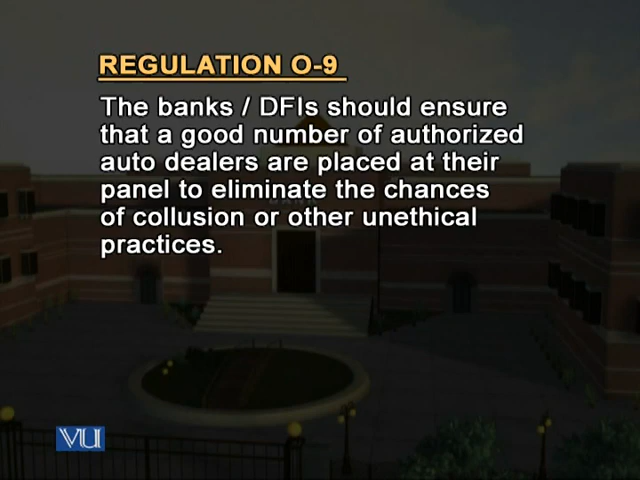 REGULATION O-9
The banks / DFIs should ensure
that a good number of authorized
auto dealers are placed at their
panel to eliminate the chances
of collusion or other unethical
practices.
VU